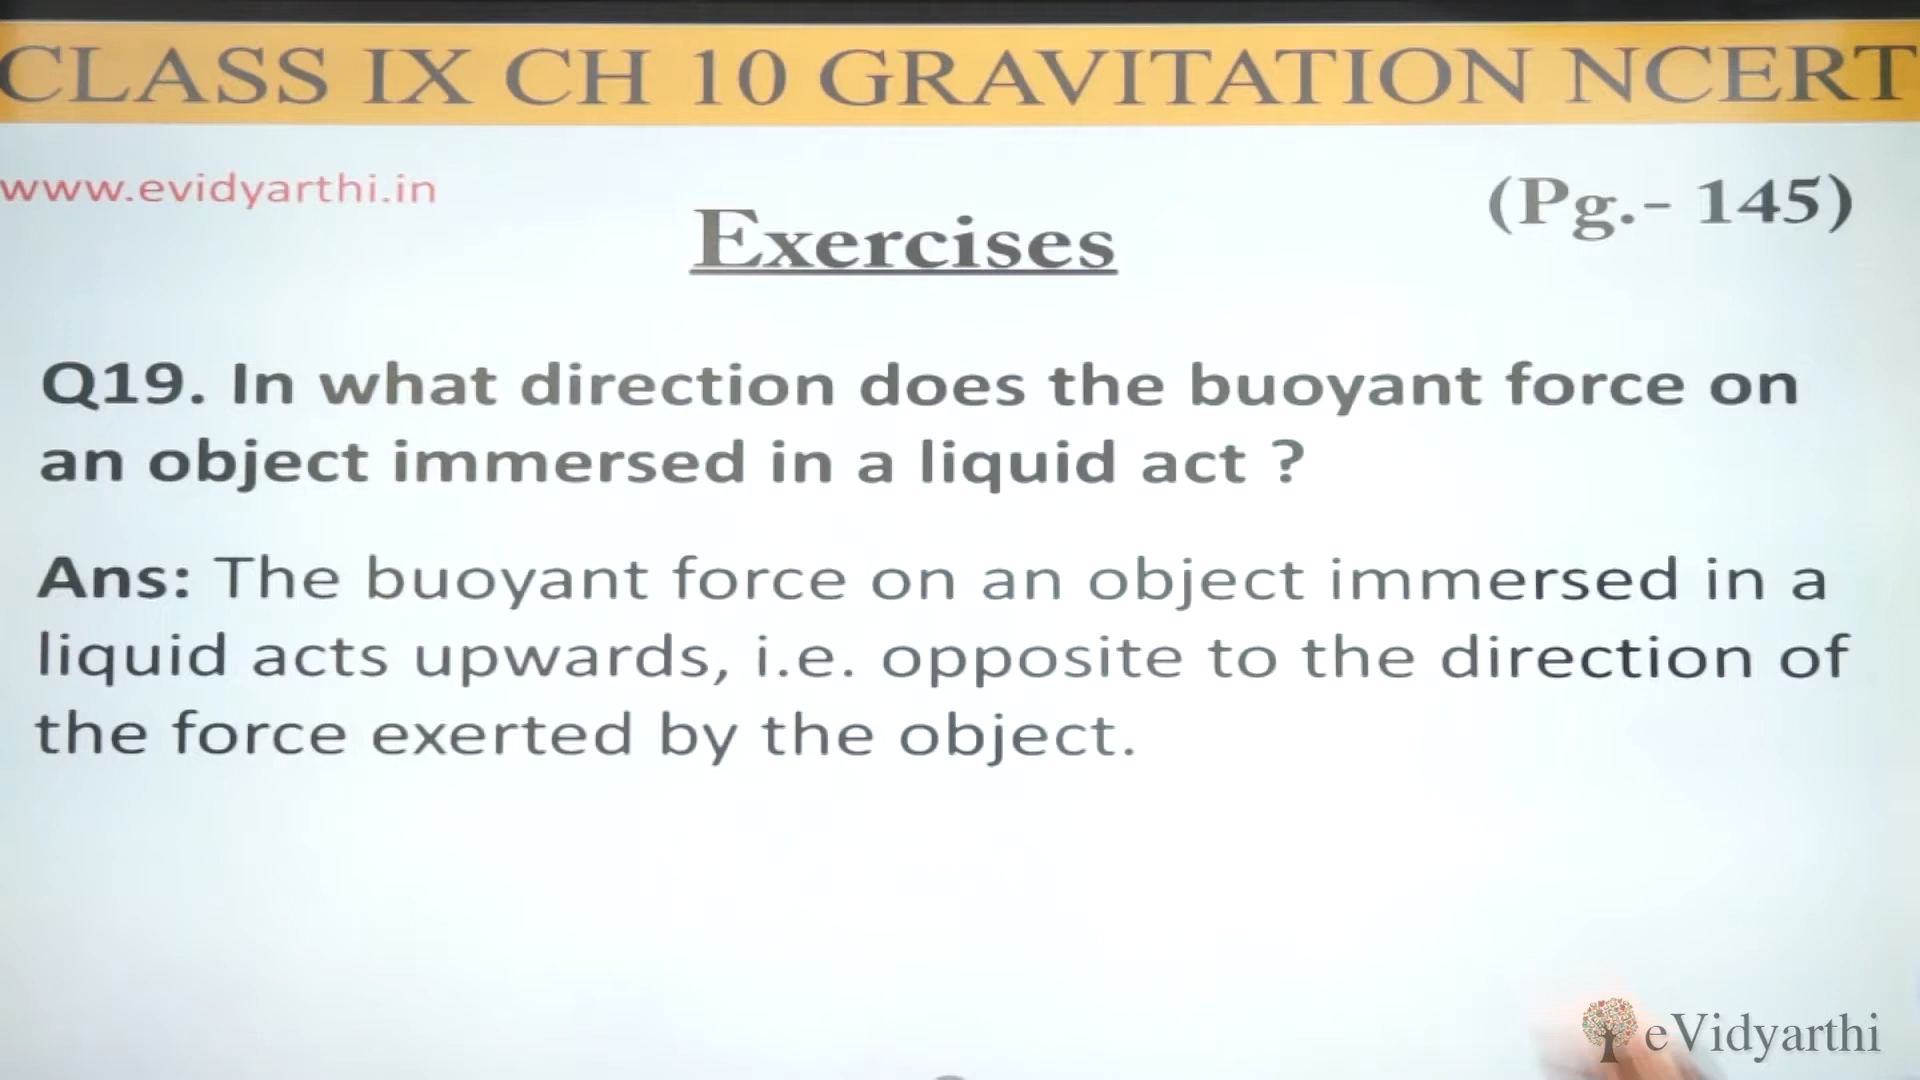 CLASS IX CH 10 GRAVITATION NCERT
www.evidyarthi.in
(Pg.- 145)
Exercises
Q19. In what direction does the buoyant force on
an object immersed in a liquid act ?
Ans: The buoyant force on an object immersed in a
liquid acts upwards, i.e. opposite to the direction of
the force exerted by the object.
eVidyarthi